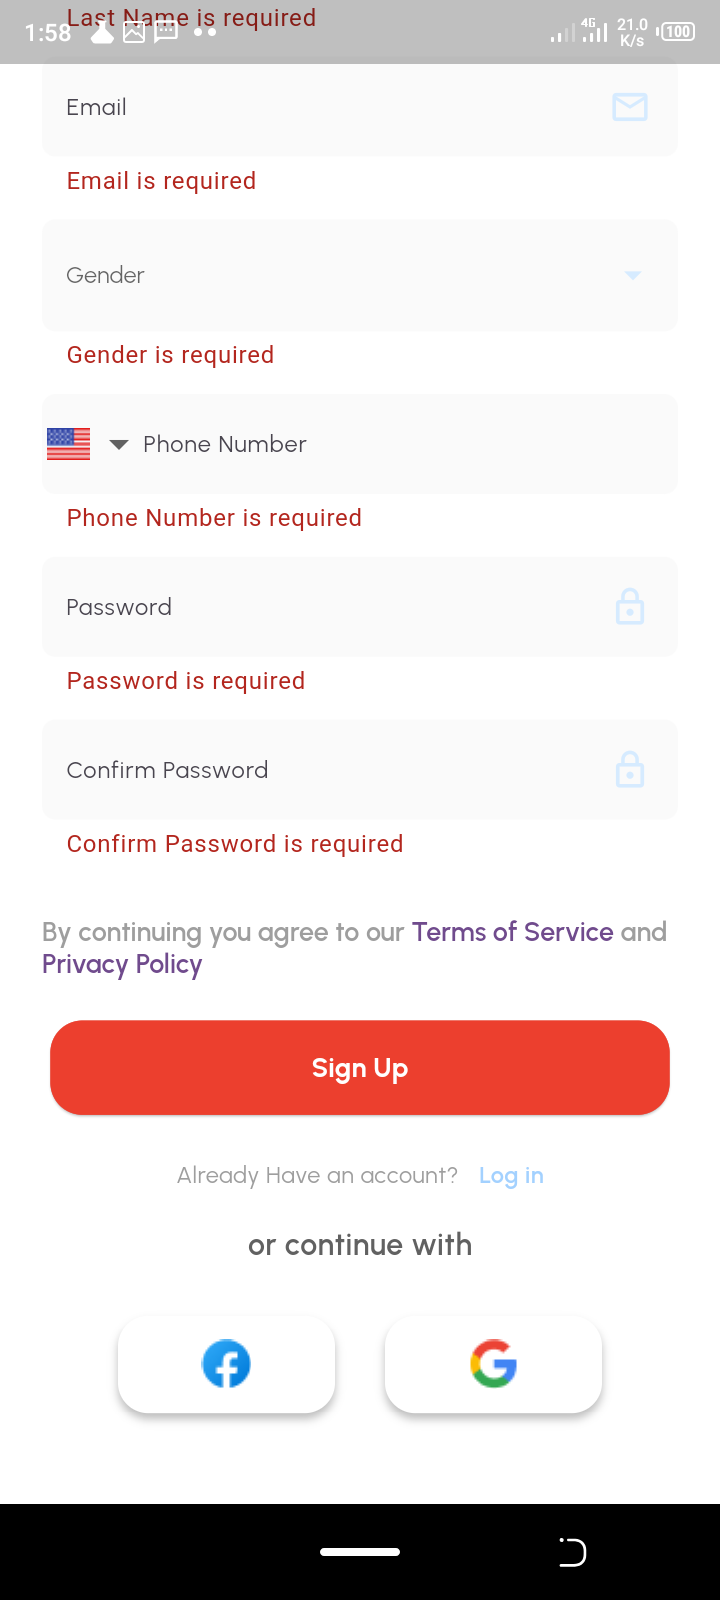 Last Name is required
1:58
4G
21.0
K/s
100
Email
Email is required
Gender
Gender is required
Phone Number
Phone Number is required
Password
Password is required
Confirm Password
Confirm Password is required
By continuing you agree to our Terms of Service and
Privacy Policy
Sign Up
Already Have an account? Log in
or continue with